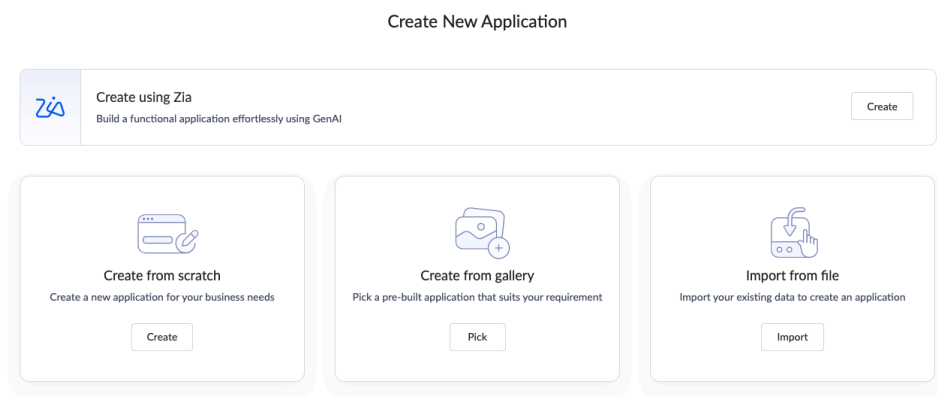 Create New Application
Zia
Create using Zia
Build a functional application effortlessly using GenAI
Create
Create from scratch
Create a new application for your business needs
Create
Create from gallery
Pick a pre-built application that suits your requirement
Pick
Import from file
Import your existing data to create an application
Import